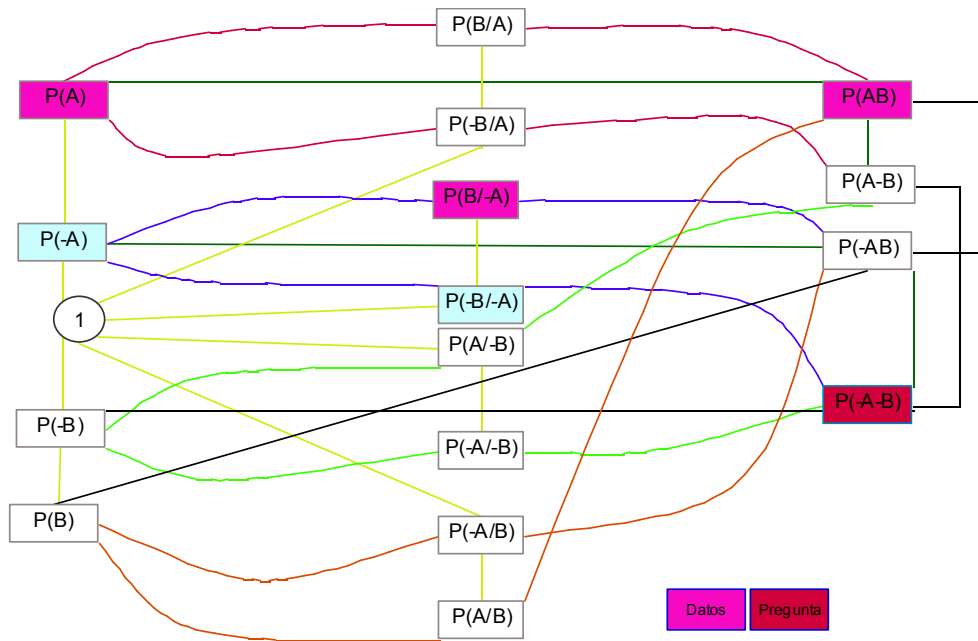 P(B/A)
P(A)
P(AB)
P(-B/A)
P(A-B)
P(B/-A)
P(-A)
P(-AB)
P(-B/-A)
1
P(A/-B)
P(-A-B)
P(-B)
P(-A/-B)
P(B)
P(-A/B)
P(A/B)
Datos
Pregunta